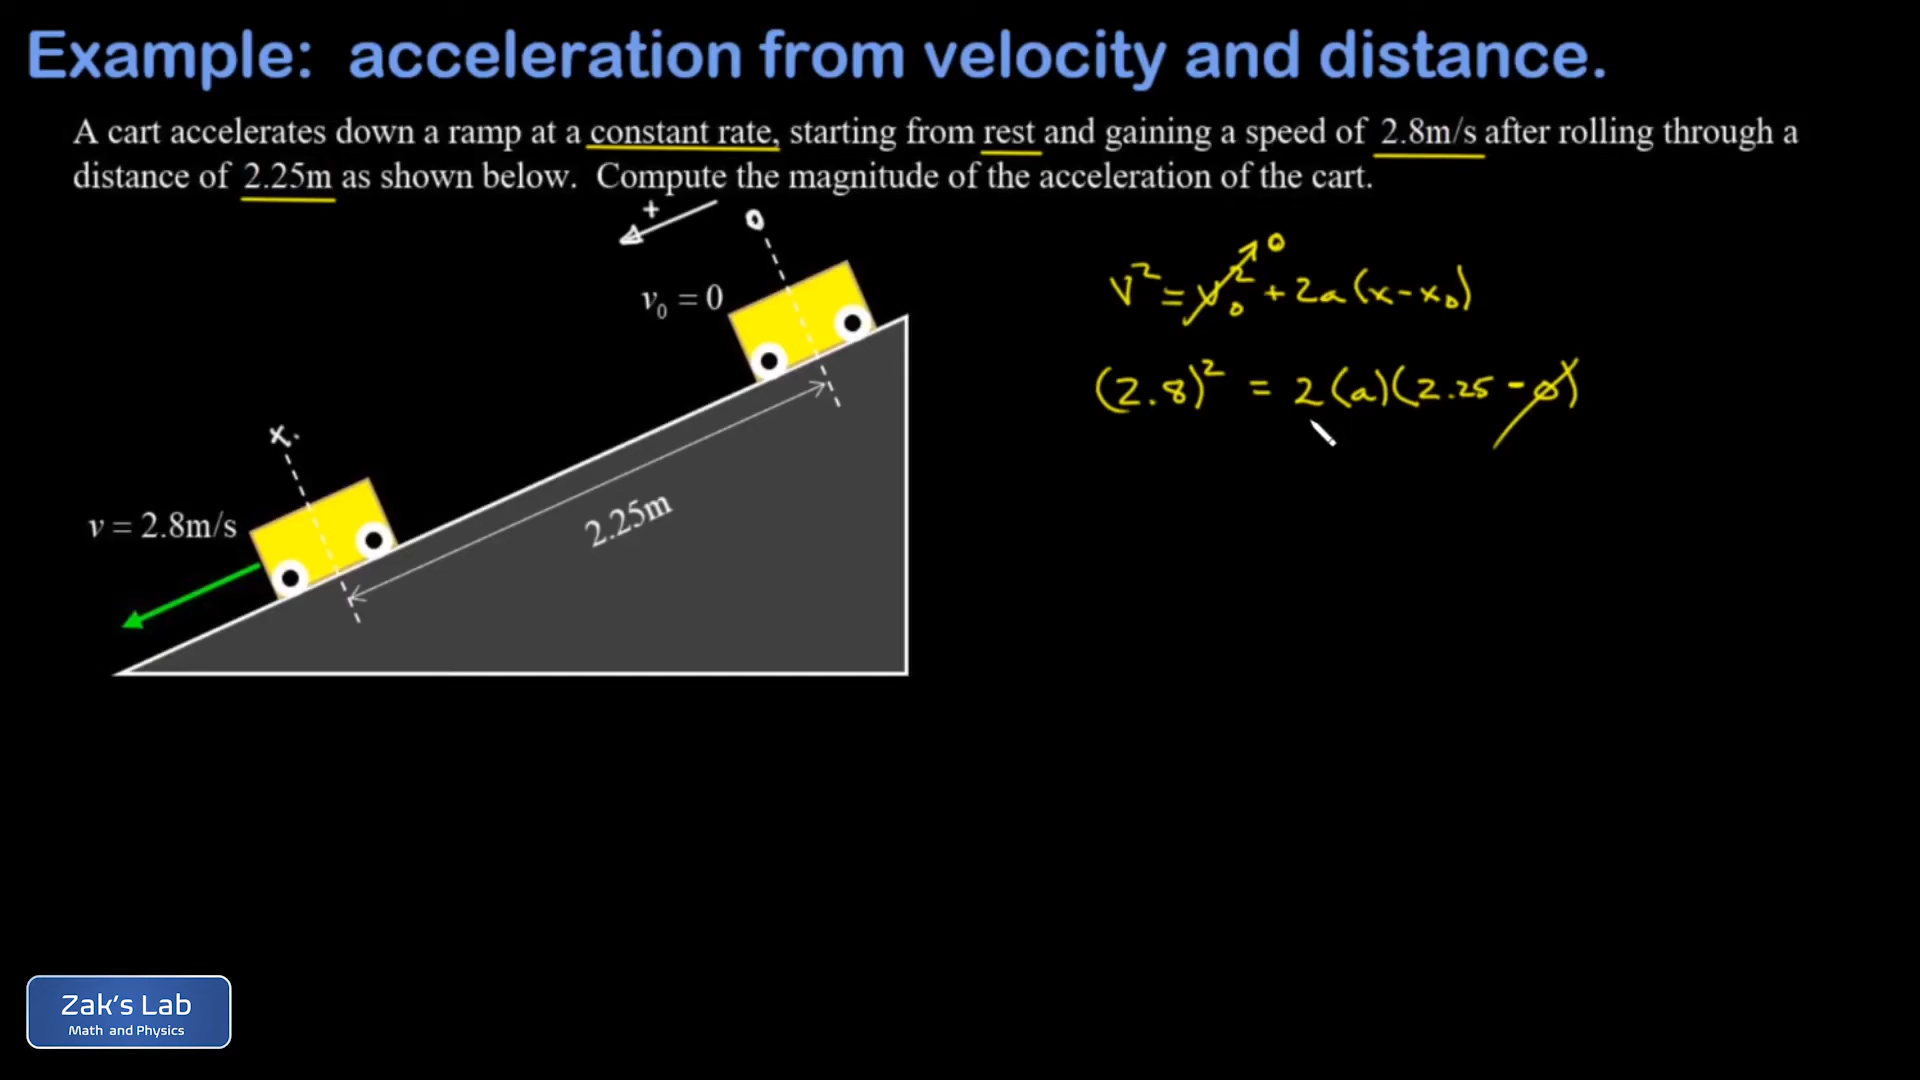 Example: acceleration from velocity and distance.
A cart accelerates down a ramp at a constant rate, starting from rest and gaining a speed of 2.8m/s after rolling through a
distance of 2.25m as shown below. Compute the magnitude of the acceleration of the cart.
+
0
v₀ = 0
x
v = 2.8m/s
2.25m
v² = v₀² → 0 + 2a(x-x₀)
(2.8)² = 2(a)(2.25-0)
Zak's Lab
Math and Physics